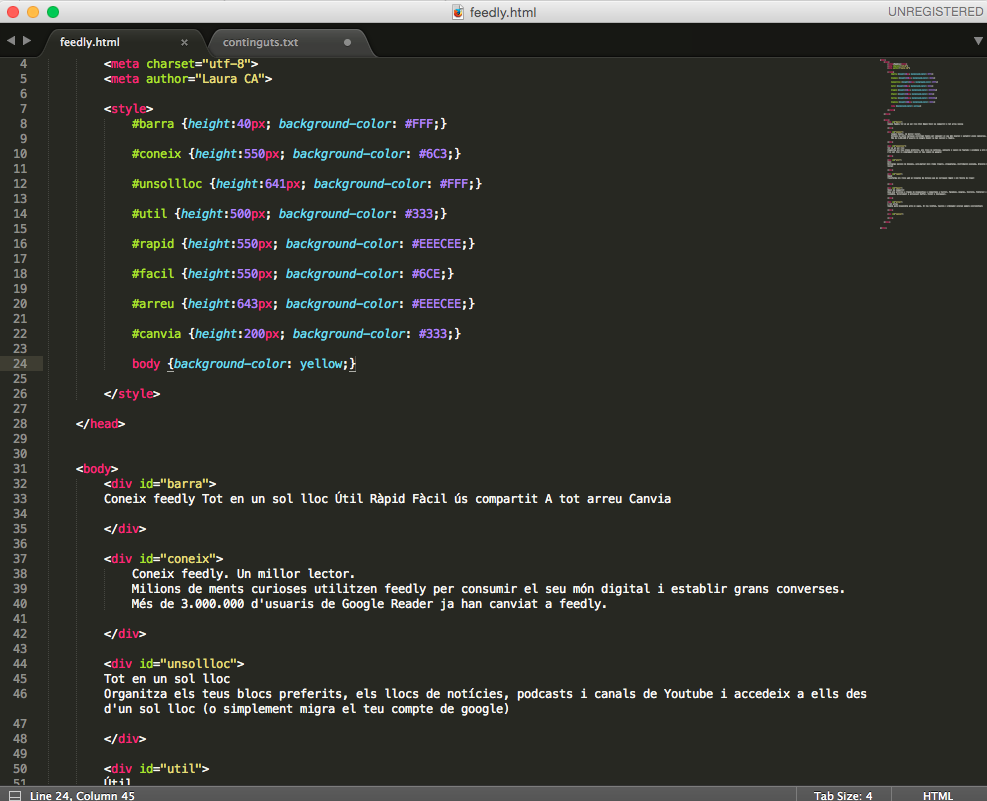 feedly.html
UNREGISTERED
feedly.html × continguts.txt
4 <meta charset="utf-8">
5 <meta author="Laura CA">
6
7 <style>
8 #barra {height:40px; background-color: #FFF;}
9
10 #coneix {height:550px; background-color: #6C3;}
11
12 #unsollloc {height:641px; background-color: #FFF;}
13
14 #util {height:500px; background-color: #333;}
15
16 #rapid {height:550px; background-color: #EEECEE;}
17
18 #facil {height:550px; background-color: #6CE;}
19
20 #arreu {height:643px; background-color: #EEECEE;}
21
22 #canvia {height:200px; background-color: #333;}
23
24 body {background-color: yellow;}
25
26 </style>
27
28 </head>
29
30
31 <body>
32 <div id="barra">
33 Coneix feedly Tot en un sol lloc Útil Ràpid Fàcil ús compartit A tot arreu Canvia
34
35 </div>
36
37 <div id="coneix">
38 Coneix feedly. Un millor lector.
39 Milions de ments curioses utilitzen feedly per consumir el seu món digital i establir grans converses.
40 Més de 3.000.000 d'usuaris de Google Reader ja han canviat a feedly.
41
42 </div>
43
44 <div id="unsollloc">
45 Tot en un sol lloc
46 Organitza els teus blocs preferits, els llocs de notícies, podcasts i canals de Youtube i accedeix a ells des
d'un sol lloc (o simplement migra el teu compte de google)
47
48 </div>
49
50 <div id="util">
51 Útil
Line 24, Column 45
Tab Size: 4
HTML